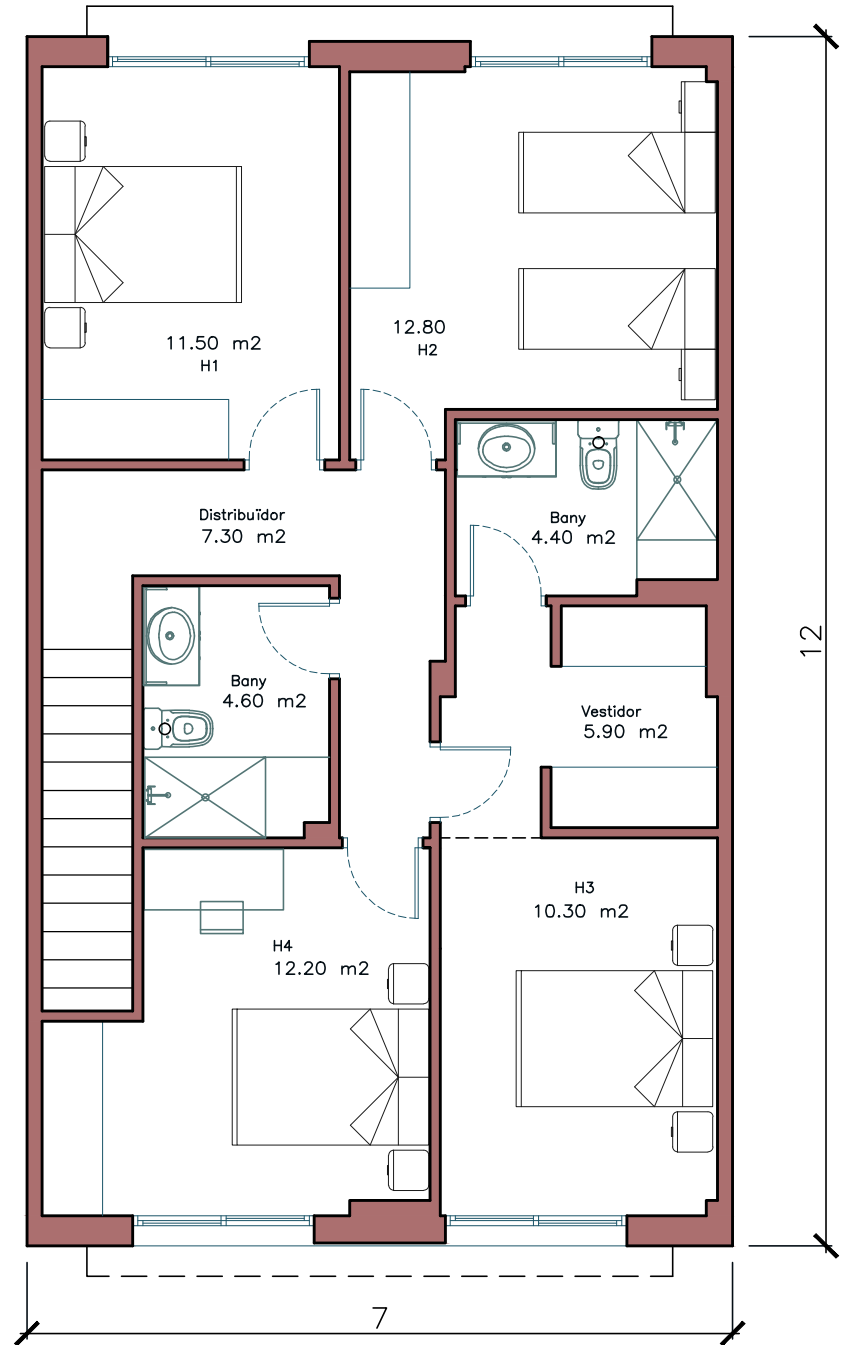 11.50 m2
H1
12.80
H2
Distribuïdor
7.30 m2
Bany
4.40 m2
Bany
4.60 m2
Vestidor
5.90 m2
12
H3
10.30 m2
H4
12.20 m2
7